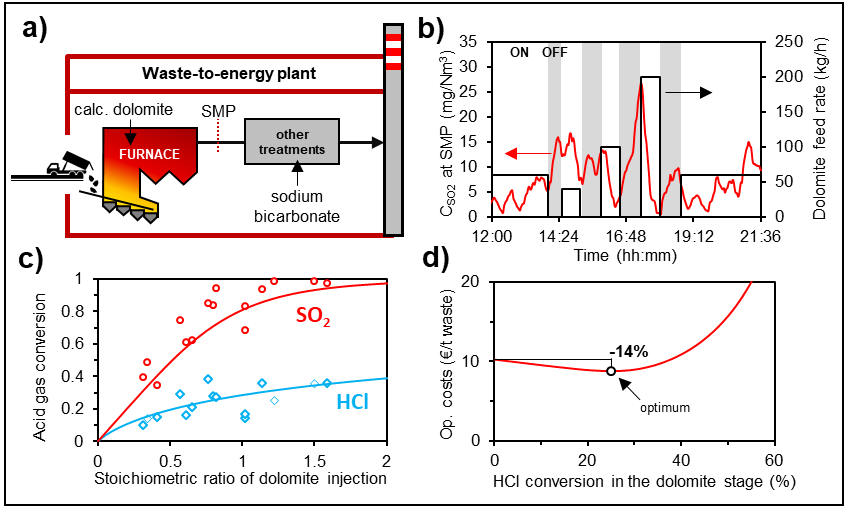 a)
Waste-to-energy plant
calc. dolomite
SMP
FURNACE
other
treatments
sodium
bicarbonate
b)
ON OFF
C_SO2 at SMP (mg/Nm³)
35
30
25
20
15
10
5
0
250
200
150
100
50
0
Dolomite feed rate (kg/h)
12:00 14:24 16:48 19:12 21:36
Time (hh:mm)
c)
Acid gas conversion
1
0.8
0.6
0.4
0.2
0
SO₂
HCl
0 0.5 1 1.5 2
Stoichiometric ratio of dolomite injection
d)
Op. costs (€/t waste)
20
10
0
-14%
optimum
0 20 40 60
HCl conversion in the dolomite stage (%)